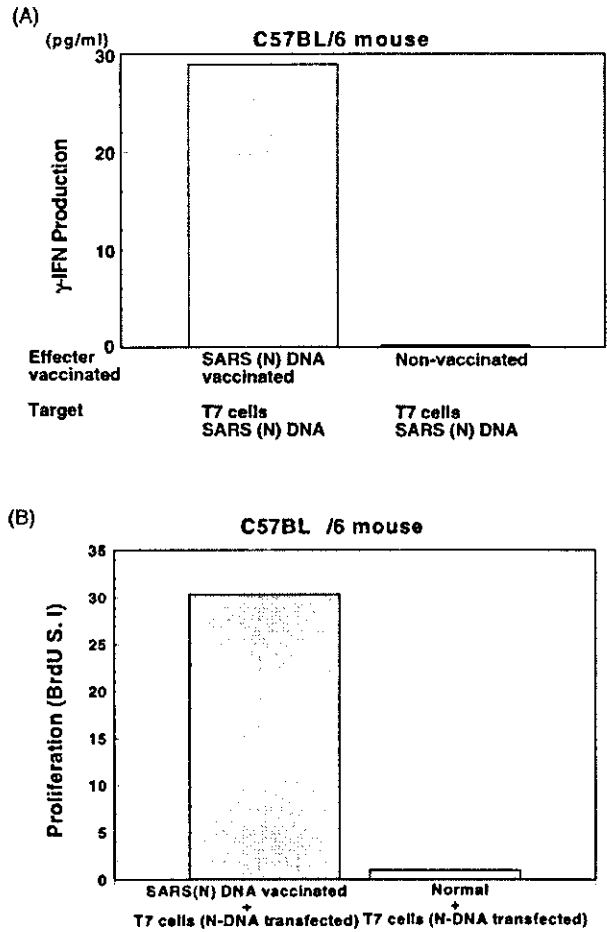 (A)
(pg/ml)
C57BL/6 mouse
30
20
10
0
γ-IFN Production
Effecter vaccinated
SARS (N) DNA vaccinated
Non-vaccinated
Target
T7 cells SARS (N) DNA
T7 cells SARS (N) DNA
(B)
C57BL /6 mouse
35
30
25
20
15
10
5
0
Proliferation (BrdU S. I)
SARS(N) DNA vaccinated
+
T7 cells (N-DNA transfected)
Normal
+
T7 cells (N-DNA transfected)